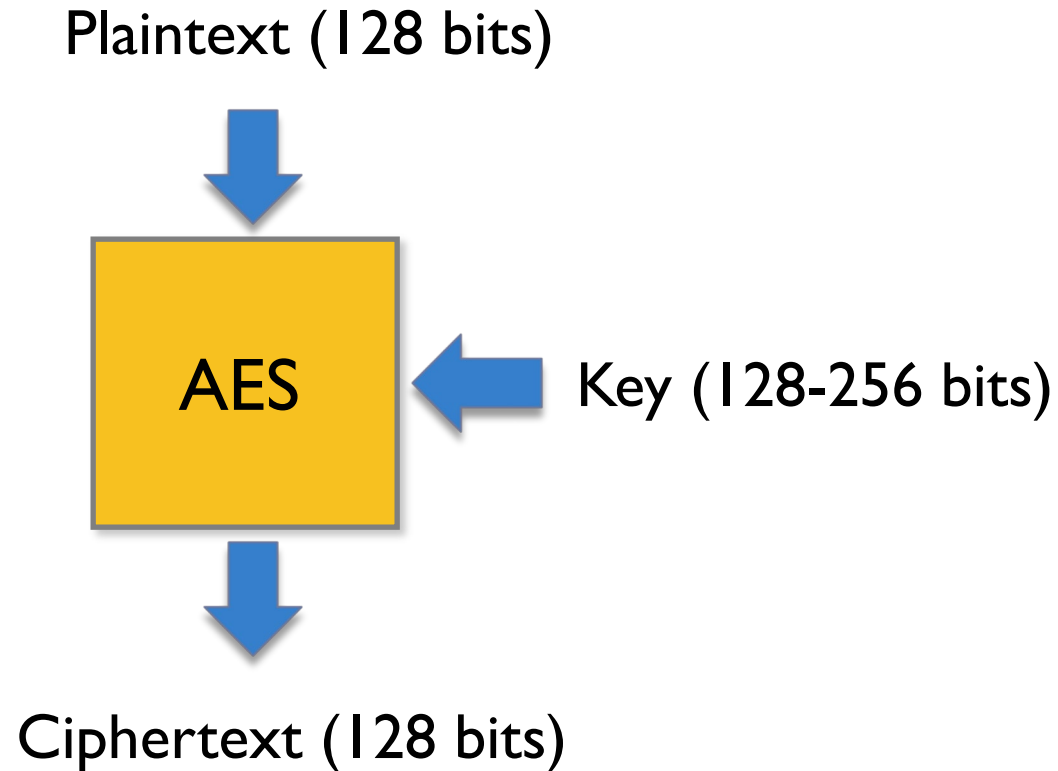 Plaintext (128 bits)
AES
Key (128-256 bits)
Ciphertext (128 bits)